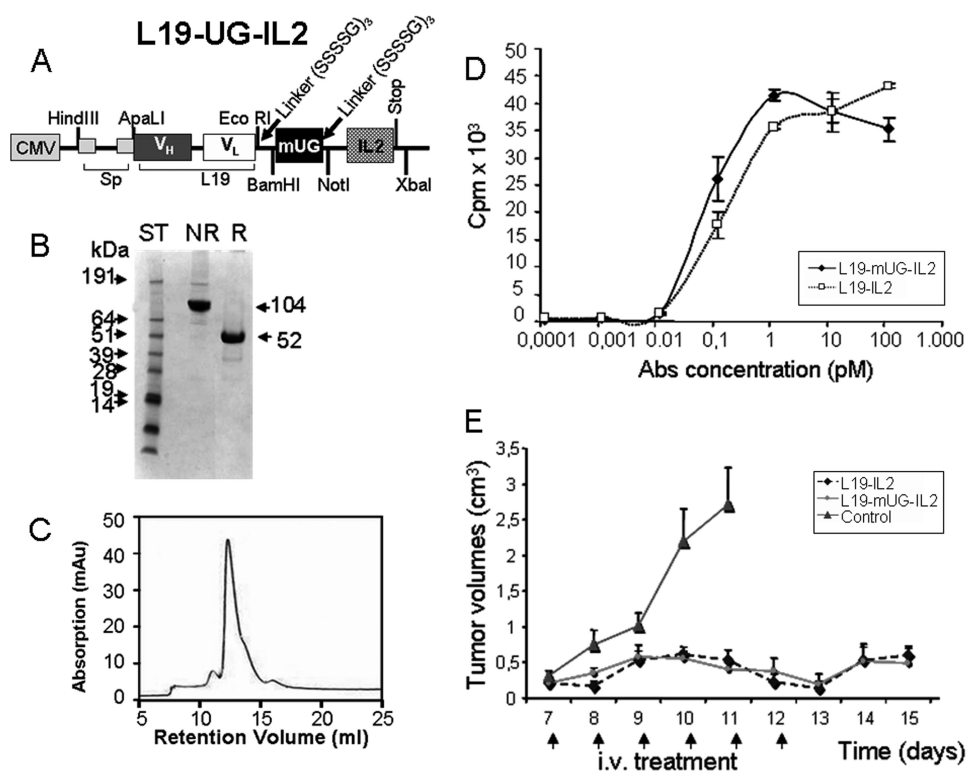 L19-UG-IL2
A
Linker (SSSSG)3
Linker (SSSSG)3
HindIII
ApaLI
Eco RI
Stop
CMV
VH
VL
mUG
IL2
Sp
L19
BamHI
NotI
XbaI
B
kDa
ST
NR
R
191
64
51
39
28
19
14
104
52
C
Absorption (mAu)
50
40
30
20
10
0
5
10
15
20
25
Retention Volume (ml)
D
Cpm x 10³
50
45
40
35
30
25
20
15
10
5
0
L19-mUG-IL2
L19-IL2
0,0001
0,001
0,01
0,1
1
10
100
1.000
Abs concentration (pM)
E
Tumor volumes (cm³)
3,5
3
2,5
2
1,5
1
0,5
0
L19-IL2
L19-mUG-IL2
Control
7
8
9
10
11
12
13
14
15
i.v. treatment
Time (days)